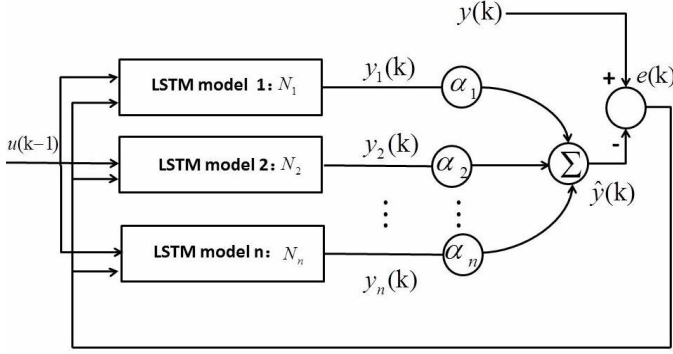 y(k)
LSTM model 1: N₁ y₁(k) α₁ + e(k)
u(k−1) LSTM model 2: N₂ y₂(k) α₂ Σ -
ŷ(k)
⋮ ⋮
LSTM model n: Nₙ αₙ
yₙ(k)